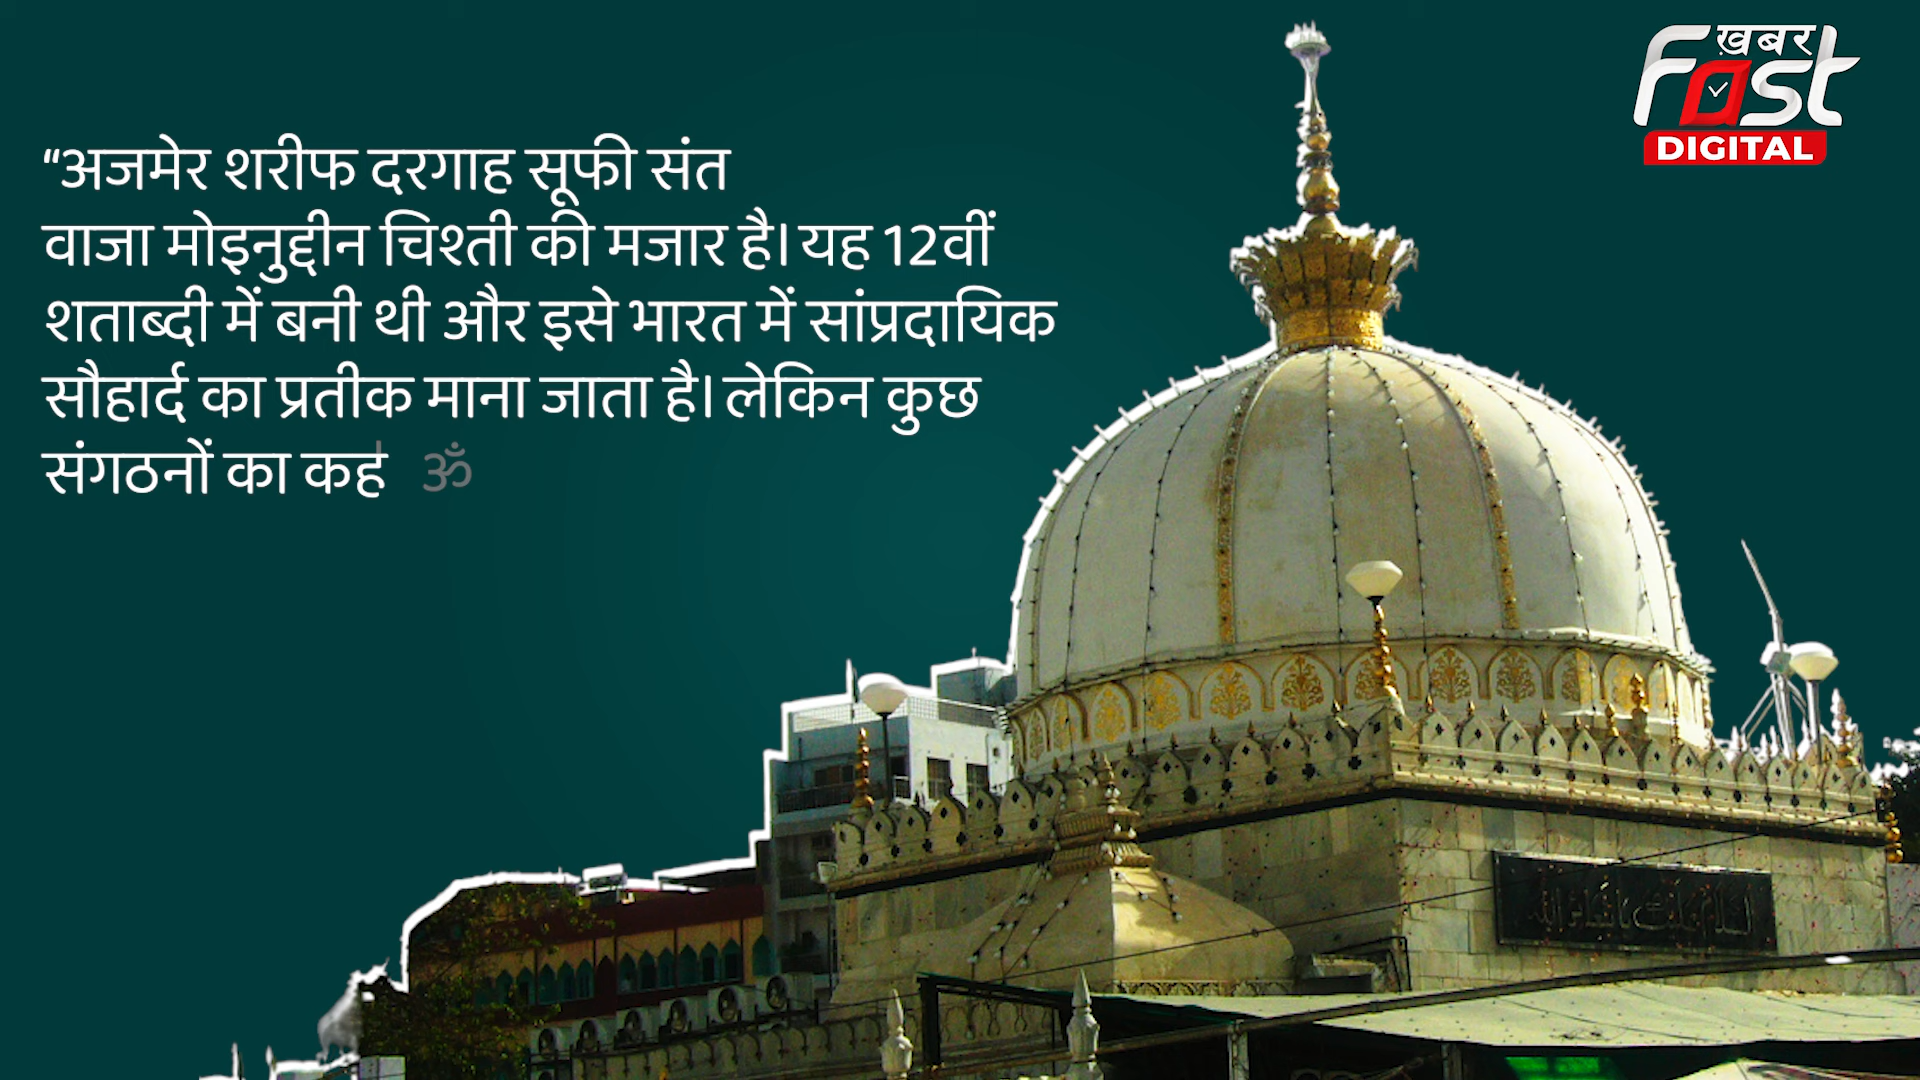 ख़बर
Fast
DIGITAL
“अजमेर शरीफ दरगाह सूफी संत
वाजा मोइनुद्दीन चिश्ती की मजार है। यह 12वीं
शताब्दी में बनी थी और इसे भारत में सांप्रदायिक
सौहार्द का प्रतीक माना जाता है। लेकिन कुछ
संगठनों का कह ॐ